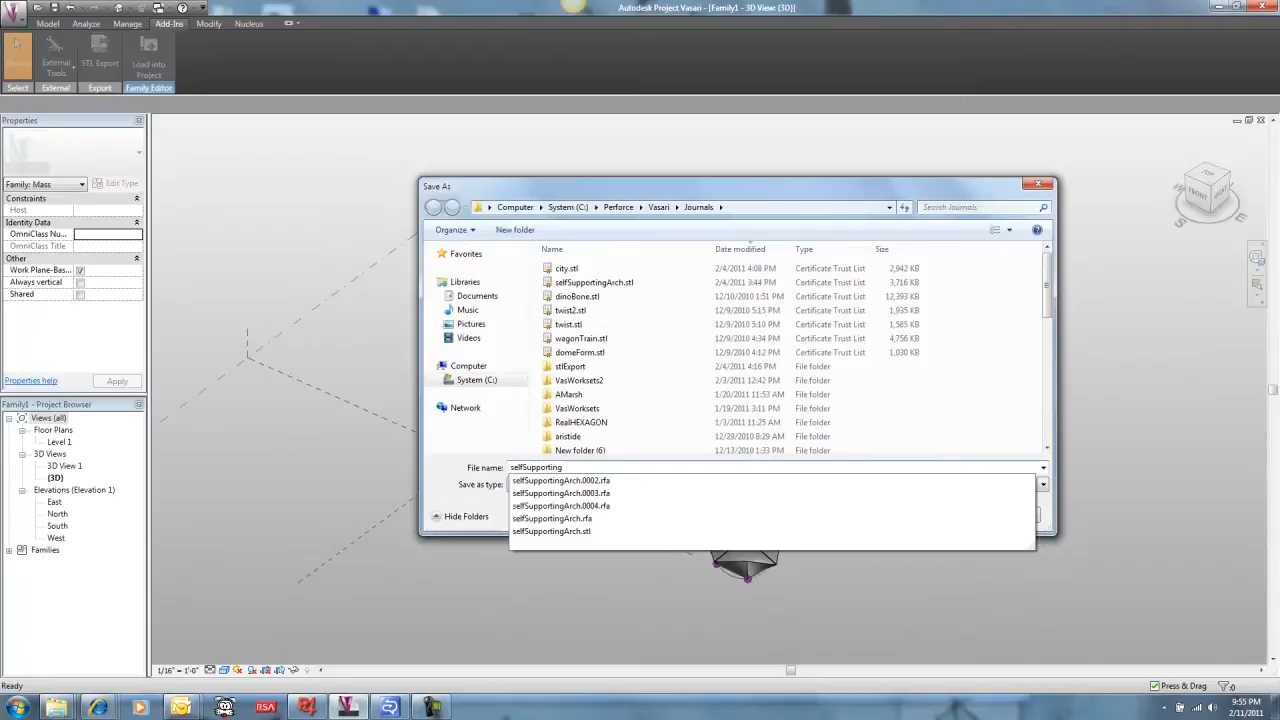 Autodesk Project Vasari - [Family1 - 3D View: {3D}]
Model Analyze Manage Add-Ins Modify Nucleus
External Tools
STL Export
Load into Project
Select External Export Family Editor
Properties
Family: Mass
Edit Type
Constraints
Host
Identity Data
OmniClass Nu...
OmniClass Title
Other
Work Plane-Bas...
Always vertical
Shared
Properties help
Apply
Family1 - Project Browser
Views (all)
Floor Plans
Level 1
3D Views
3D View 1
{3D}
Elevations (Elevation 1)
East
North
South
West
Families
Save As
Computer System (C:) Perforce Vasari Journals
Search Journals
Organize New folder
Favorites
Libraries
Documents
Music
Pictures
Videos
Computer
System (C:)
Network
Name Date modified Type Size
city.stl 2/4/2011 4:08 PM Certificate Trust List 2,942 KB
selfSupportingArch.stl 2/4/2011 3:44 PM Certificate Trust List 3,716 KB
dinoBone.stl 12/10/2010 1:51 PM Certificate Trust List 12,393 KB
twist2.stl 12/9/2010 5:15 PM Certificate Trust List 1,935 KB
twist.stl 12/9/2010 5:10 PM Certificate Trust List 1,585 KB
wagonTrain.stl 12/9/2010 4:34 PM Certificate Trust List 4,756 KB
domeForm.stl 12/9/2010 4:12 PM Certificate Trust List 1,030 KB
stlExport 2/4/2011 4:16 PM File folder
VasWorksets2 2/3/2011 12:42 PM File folder
AMarsh 1/20/2011 11:53 AM File folder
VasWorksets 1/19/2011 3:11 PM File folder
RealHEXAGON 1/3/2011 11:25 AM File folder
aristide 12/29/2010 8:29 AM File folder
New folder (6) 12/13/2010 1:33 PM File folder
File name: selfSupporting
Save as type:
selfSupportingArch.0002.rfa
selfSupportingArch.0003.rfa
selfSupportingArch.0004.rfa
selfSupportingArch.rfa
selfSupportingArch.stl
Hide Folders
TOP
FRONT
S
E
1/16" = 1'-0"
Ready
Press & Drag
:0
RSA
9:55 PM
2/11/2011